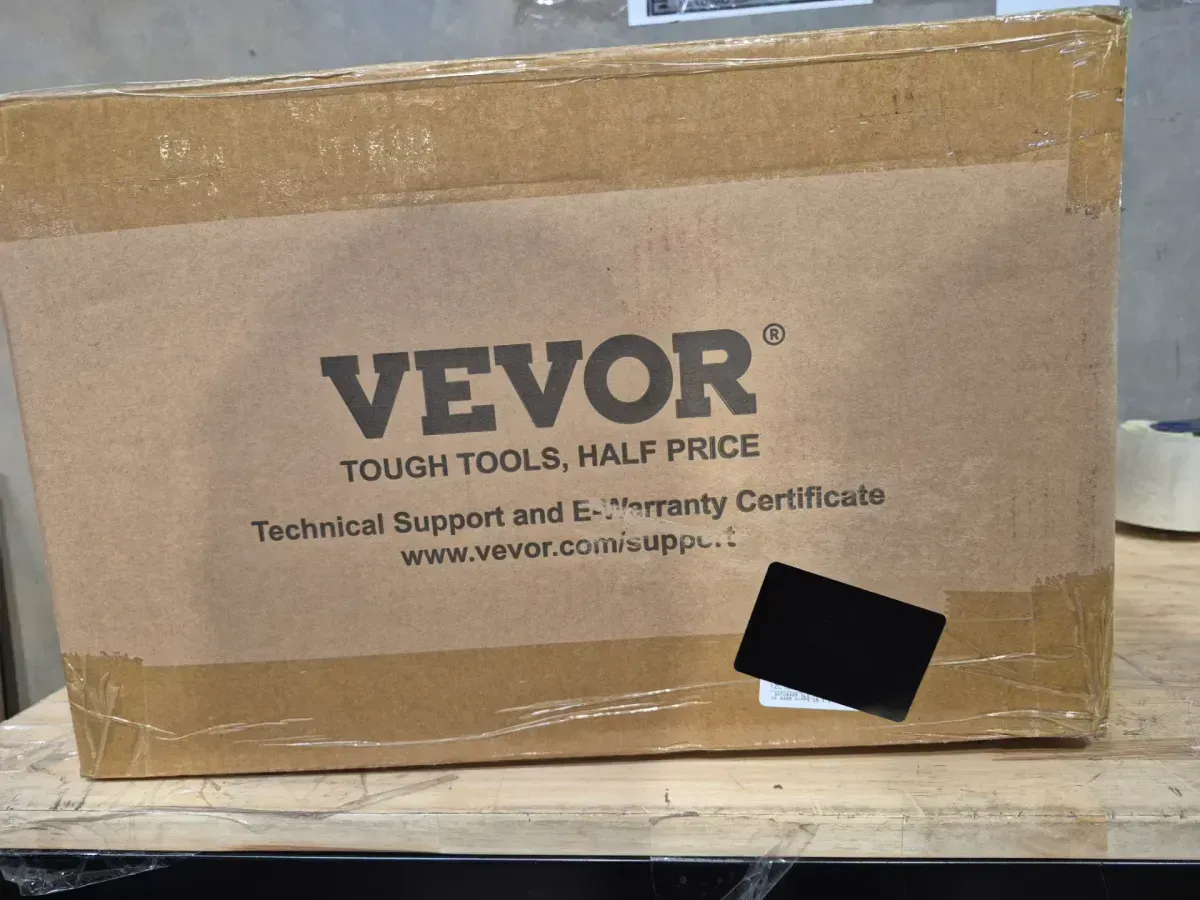 VEVOR®
TOUGH TOOLS, HALF PRICE
Technical Support and E-Warranty Certificate
www.vevor.com/support